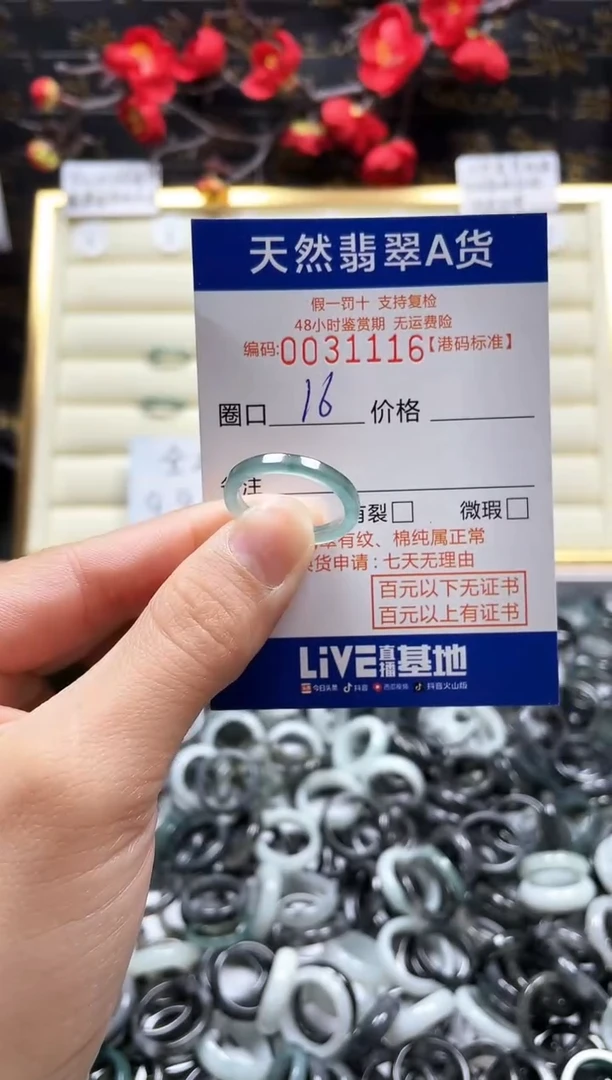 天然翡翠A货
假一罚十 支持复检
48小时鉴赏期 无运费险
编码:0031116【港码标准】
圈口 16 价格
注
裂□ 微瑕□
有纹、棉纯属正常
货申请:七天无理由
百元以下无证书
百元以上有证书
LiVE直播基地
今日头条 抖音 西瓜视频 抖音火山版